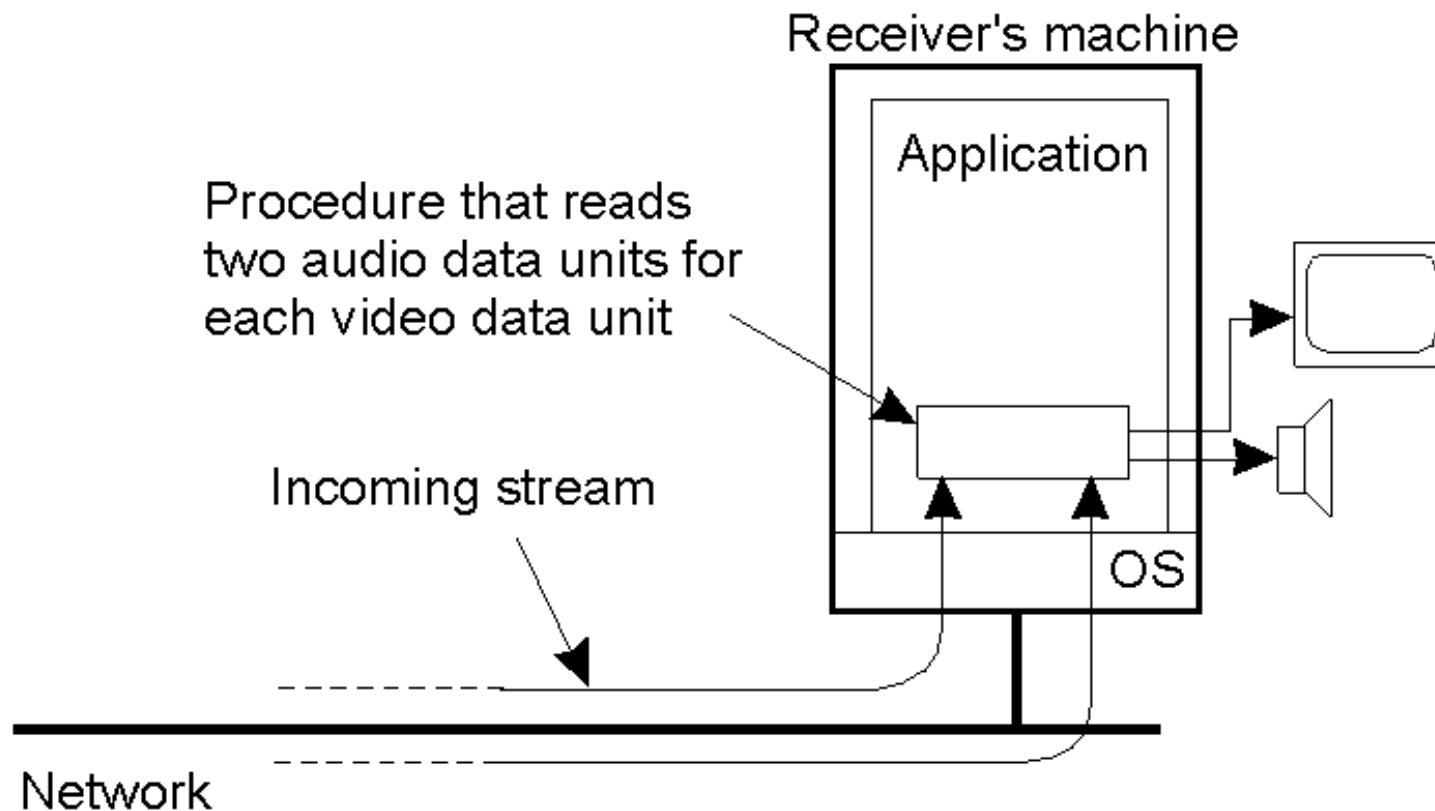 Receiver's machine
Application
Procedure that reads
two audio data units for
each video data unit
Incoming stream
OS
Network